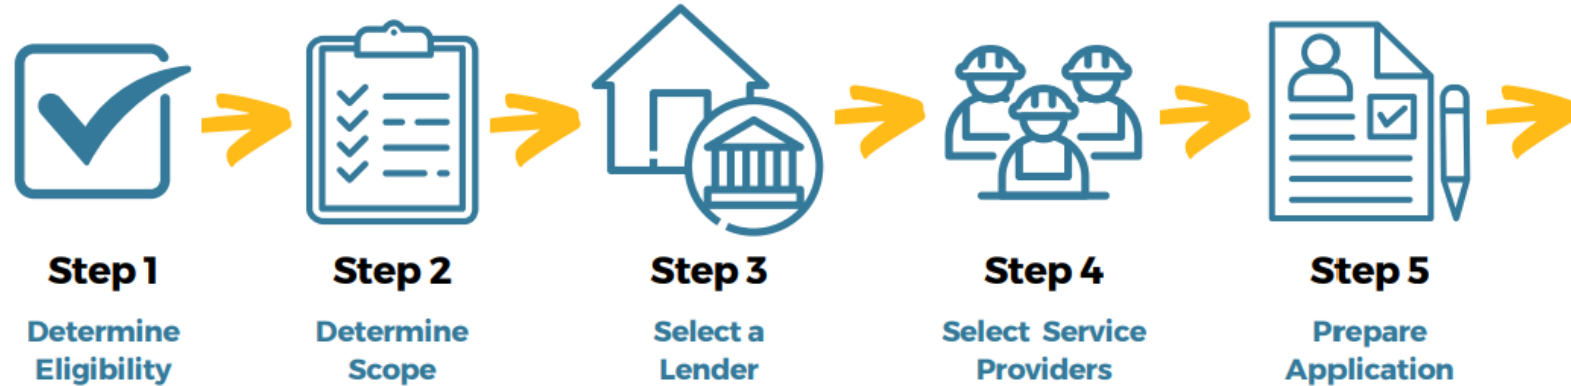 Step 1
Determine
Eligibility
Step 2
Determine
Scope
Step 3
Select a
Lender
Step 4
Select Service
Providers
Step 5
Prepare
Application